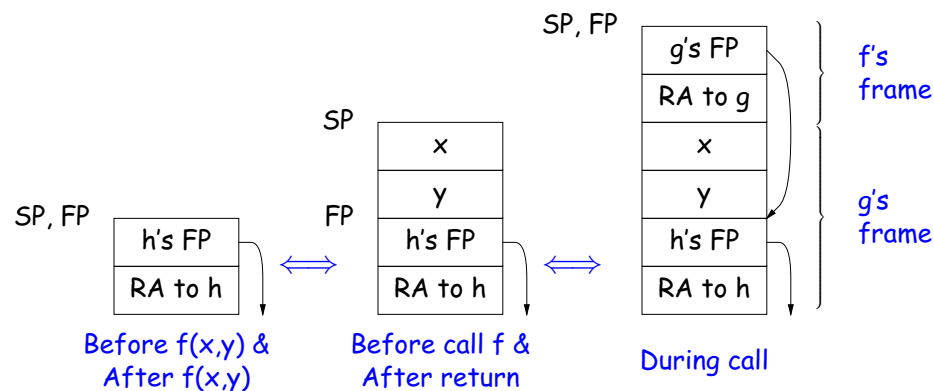 SP, FP
h's FP
RA to h
Before f(x,y) &
After f(x,y)
SP
x
y
FP
h's FP
RA to h
Before call f &
After return
SP, FP
g's FP
RA to g
x
y
h's FP
RA to h
During call
f's
frame
g's
frame